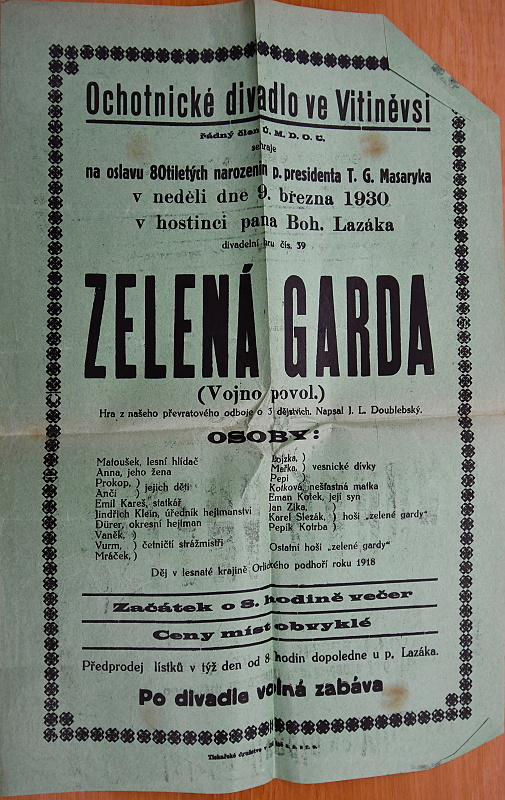 Ochotnické divadlo ve Vitiněvsi
řádný člen Ú. M. D. O. Č.
sehraje
na oslavu 80tiletých narozenin p. presidenta T. G. Masaryka
v neděli dne 9. března 1930
v hostinci pana Boh. Lazáka
divadelní hru čís. 39
ZELENÁ GARDA
(Vojno povol.)
Hra z našeho převratového odboje o 3 dějstvích. Napsal J. L. Doublebský.
OSOBY:
Matoušek, lesní hlídač
Anna, jeho žena
Prokop, )
Anči ) jejich děti
Emil Kareš, statkář
Jindřich Klein, úředník hejtmanství
Dürer, okresní hejtman
Vaněk, )
Vurm, ) četničtí strážmistři
Mráček, )
Lojzka, )
Mařka, ) vesnické dívky
Pepi )
Kotková, nešťastná matka
Eman Kotek, její syn
Jan Zika, )
Karel Slezák, ) hoši „zelené gardy"
Pepík Kotrba )
Ostatní hoši „zelené gardy"
Děj v lesnaté krajině Orlického podhoří roku 1918
Začátek o 8. hodině večer
Ceny míst obvyklé
Předprodej lístků v týž den od 8 hodin dopoledne u p. Lazáka.
Po divadle volná zábava
Tiskařské družstvo v